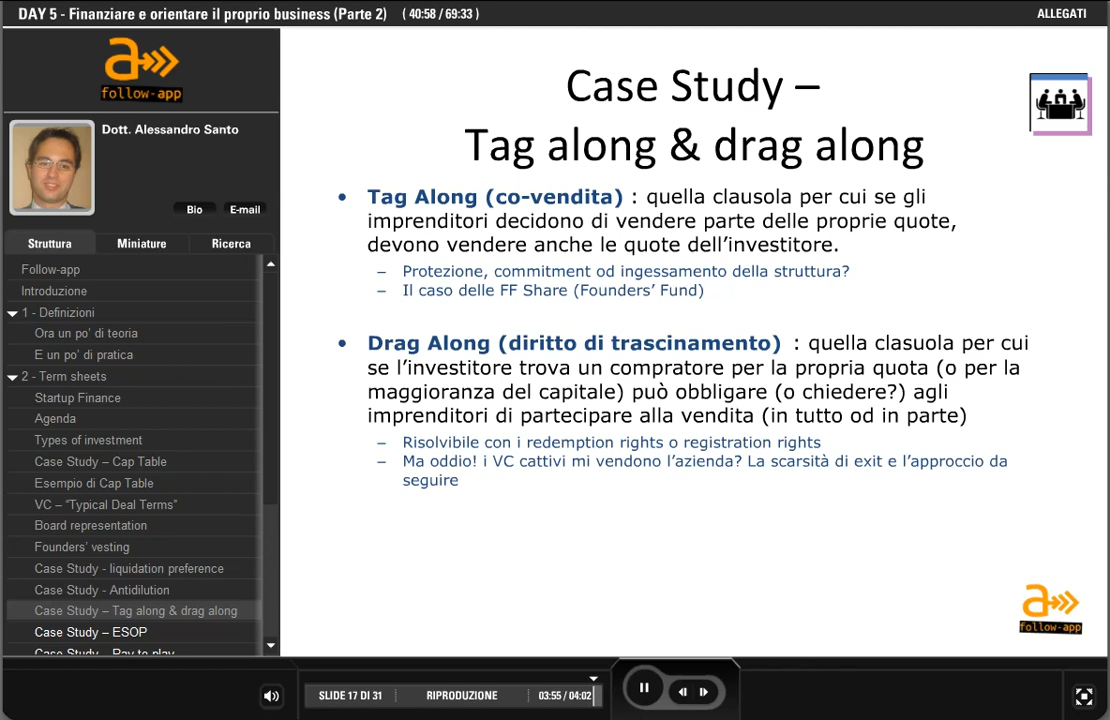 DAY 5 - Finanziare e orientare il proprio business (Parte 2) ( 40:58 / 69:33 )
ALLEGATI
a
follow-app
Dott. Alessandro Santo
Bio
E-mail
Struttura
Miniature
Ricerca
Follow-app
Introduzione
1 - Definizioni
Ora un po' di teoria
E un po' di pratica
2 - Term sheets
Startup Finance
Agenda
Types of investment
Case Study – Cap Table
Esempio di Cap Table
VC – “Typical Deal Terms”
Board representation
Founders' vesting
Case Study - liquidation preference
Case Study - Antidilution
Case Study – Tag along & drag along
Case Study – ESOP
Case Study – Pay to play
Case Study –
Tag along & drag along
• Tag Along (co-vendita) : quella clausola per cui se gli
imprenditori decidono di vendere parte delle proprie quote,
devono vendere anche le quote dell’investitore.
– Protezione, commitment od ingessamento della struttura?
– Il caso delle FF Share (Founders’ Fund)
• Drag Along (diritto di trascinamento) : quella clasuola per cui
se l’investitore trova un compratore per la propria quota (o per la
maggioranza del capitale) può obbligare (o chiedere?) agli
imprenditori di partecipare alla vendita (in tutto od in parte)
– Risolvibile con i redemption rights o registration rights
– Ma oddio! i VC cattivi mi vendono l’azienda? La scarsità di exit e l’approccio da
seguire
a
follow-app
SLIDE 17 DI 31
RIPRODUZIONE
03:55 / 04:02